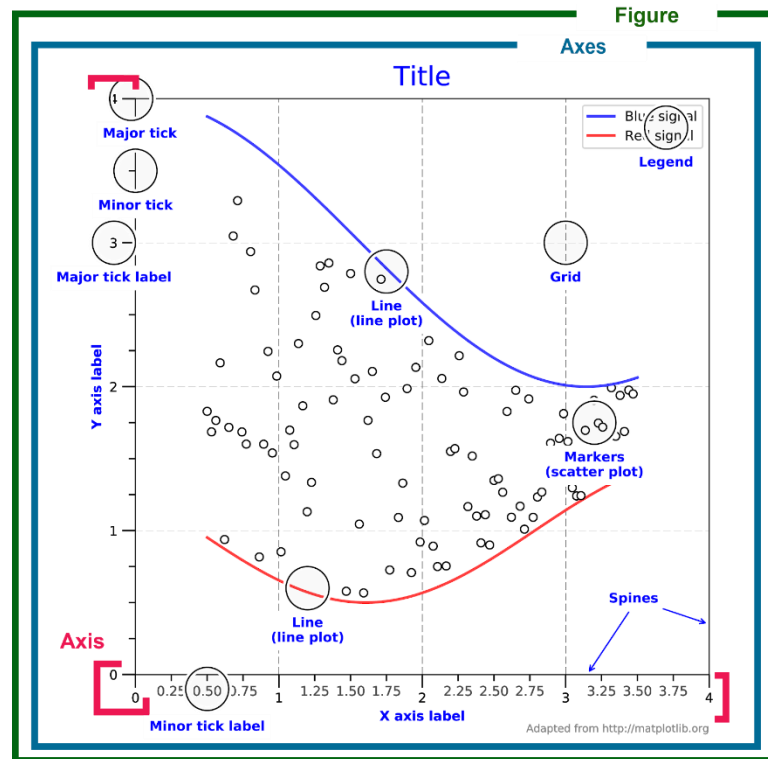 Figure
Axes
Title
Major tick
Blue signal
Red signal
Legend
Minor tick
3
Major tick label
Grid
Line
(line plot)
Y axis label
2
Markers
(scatter plot)
1
Line
(line plot)
Spines
Axis
0
0 0.25 0.50 0.75 1 1.25 1.50 1.75 2 2.25 2.50 2.75 3 3.25 3.50 3.75 4
Minor tick label
X axis label
Adapted from http://matplotlib.org